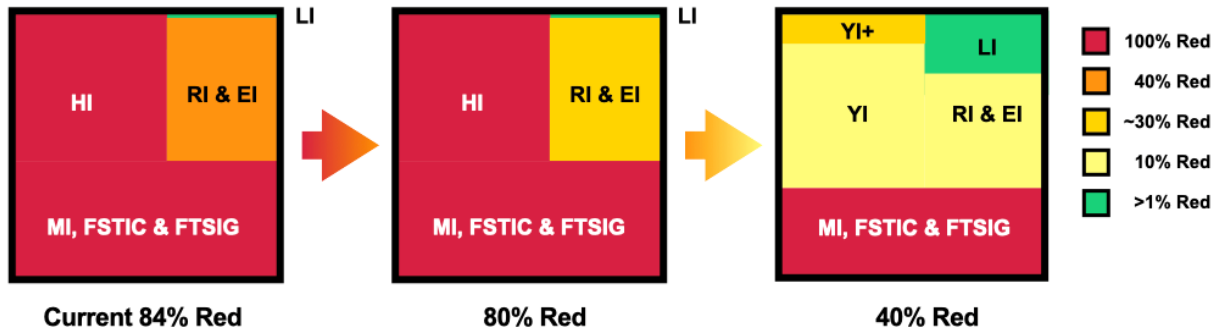 LI
HI
RI & EI
MI, FSTIC & FTSIG
Current 84% Red
LI
HI
RI & EI
MI, FSTIC & FTSIG
80% Red
YI+
LI
YI
RI & EI
MI, FSTIC & FTSIG
40% Red
100% Red
40% Red
~30% Red
10% Red
>1% Red